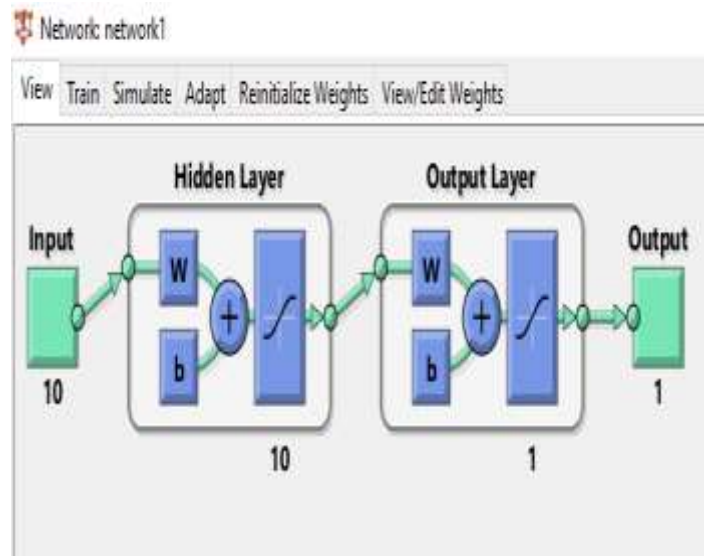 Network: network1
View Train Simulate Adapt Reinitialize Weights View/Edit Weights
Hidden Layer Output Layer
Input Output
W W
+ +
b b
10 1
10 1